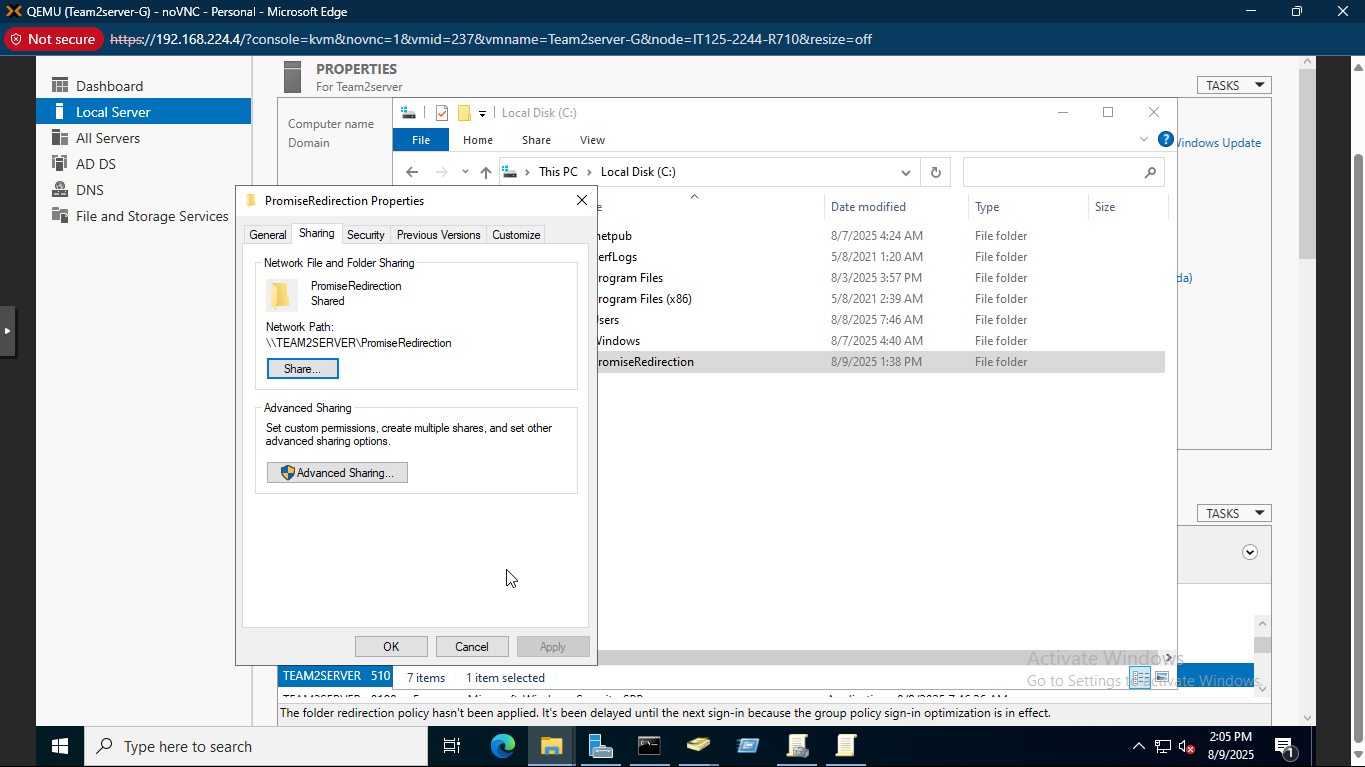 QEMU (Team2server-G) - noVNC - Personal - Microsoft Edge
Not secure
https://192.168.224.4/?console=kvm&novnc=1&vmid=237&vmname=Team2server-G&node=IT125-2244-R710&resize=off
Dashboard
Local Server
All Servers
AD DS
DNS
File and Storage Services
PROPERTIES
For Team2server
TASKS
Computer name
Domain
Windows Update
da)
Local Disk (C:)
File Home Share View
This PC Local Disk (C:)
e Date modified Type Size
netpub 8/7/2025 4:24 AM File folder
erfLogs 5/8/2021 1:20 AM File folder
rogram Files 8/3/2025 3:57 PM File folder
rogram Files (x86) 5/8/2021 2:39 AM File folder
sers 8/8/2025 7:46 AM File folder
indows 8/7/2025 4:40 AM File folder
romiseRedirection 8/9/2025 1:38 PM File folder
PromiseRedirection Properties
General Sharing Security Previous Versions Customize
Network File and Folder Sharing
PromiseRedirection
Shared
Network Path:
\\TEAM2SERVER\PromiseRedirection
Share...
Advanced Sharing
Set custom permissions, create multiple shares, and set other
advanced sharing options.
Advanced Sharing...
OK Cancel Apply
TASKS
Activate Windows
Go to Settings to activate Windows.
TEAM2SERVER 510
7 items 1 item selected
The folder redirection policy hasn't been applied. It's been delayed until the next sign-in because the group policy sign-in optimization is in effect.
Type here to search
2:05 PM
8/9/2025
1